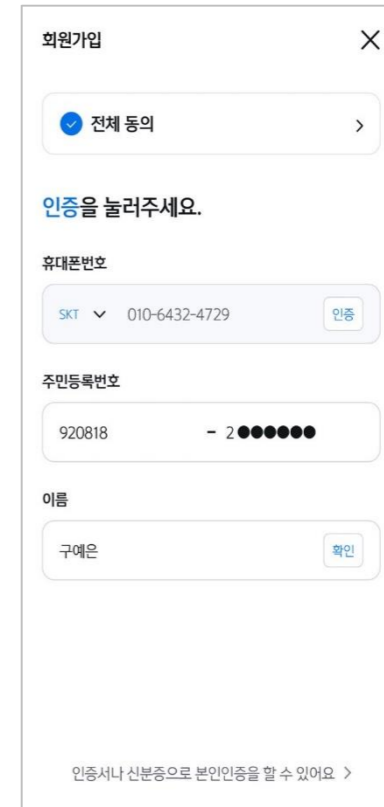 회원가입
전체 동의
인증을 눌러주세요.
휴대폰번호
SKT 010-6432-4729 인증
주민등록번호
920818 - 2●●●●●●
이름
구예은 확인
인증서나 신분증으로 본인인증을 할 수 있어요 >